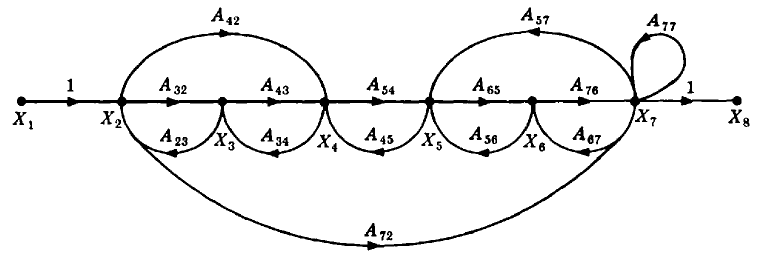 A₄₂
A₅₇
A₇₇
1
A₃₂
A₄₃
A₅₄
A₆₅
A₇₆
1
X₁
X₂
X₃
X₄
X₅
X₆
X₇
X₈
A₂₃
A₃₄
A₄₅
A₅₆
A₆₇
A₇₂